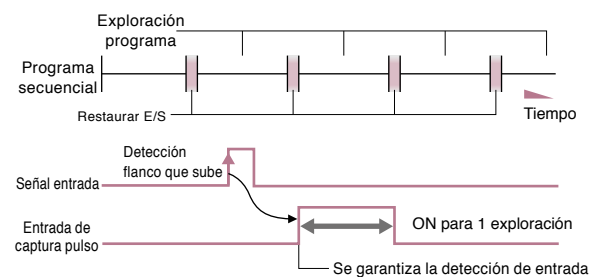 Exploración
programa
Programa
secuencial
Restaurar E/S
Tiempo
Detección
flanco que sube
Señal entrada
Entrada de
captura pulso
ON para 1 exploración
Se garantiza la detección de entrada